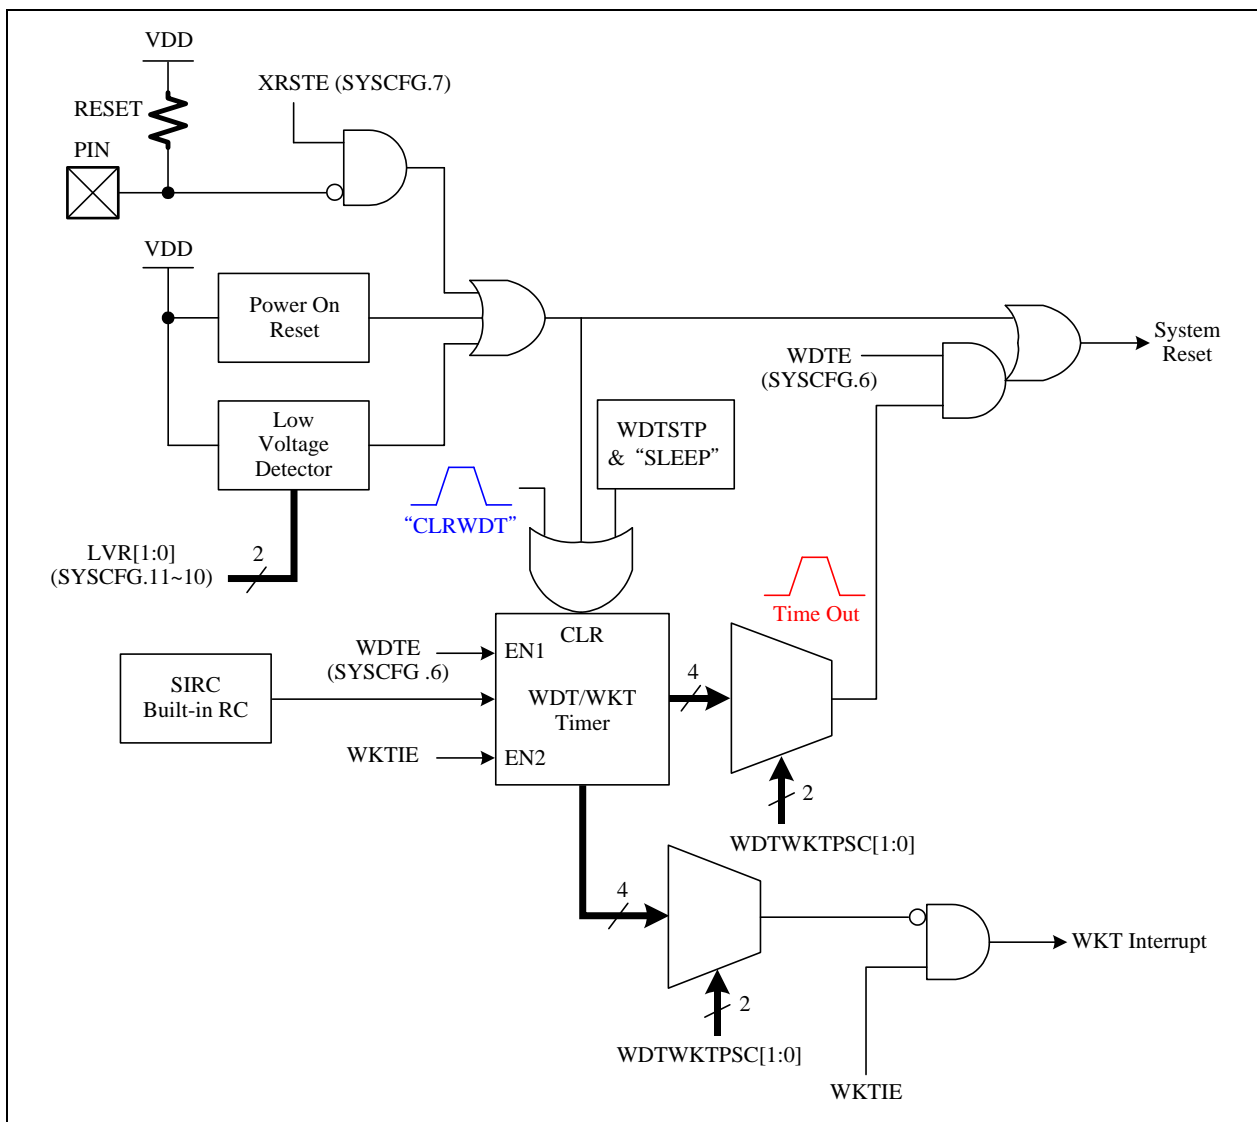 VDD
RESET
PIN
XRSTE (SYSCFG.7)
VDD
Power On
Reset
Low
Voltage
Detector
LVR[1:0]
(SYSCFG.11~10)
2
WDTE
(SYSCFG.6)
System
Reset
WDTSTP
& “SLEEP”
“CLRWDT”
Time Out
SIRC
Built-in RC
WDTE
(SYSCFG .6)
WKTIE
CLR
EN1
WDT/WKT
Timer
EN2
4
2
WDTWKTPSC[1:0]
4
2
WDTWKTPSC[1:0]
WKT Interrupt
WKTIE